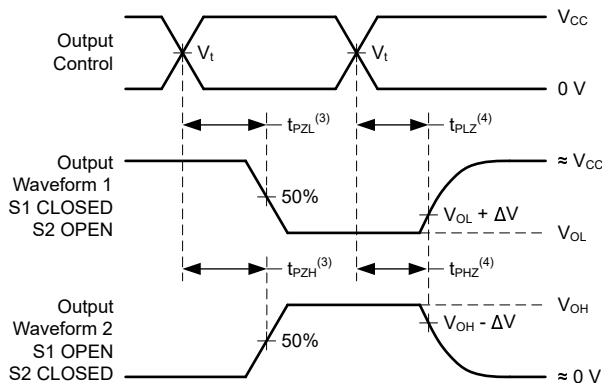 V_CC
Output
Control
V_t
V_t
0 V
t_PZL(3)
t_PLZ(4)
Output
Waveform 1
S1 CLOSED
S2 OPEN
≈ V_CC
50%
V_OL + ΔV
V_OL
t_PZH(3)
t_PHZ(4)
Output
Waveform 2
S1 OPEN
S2 CLOSED
V_OH
V_OH - ΔV
50%
≈ 0 V